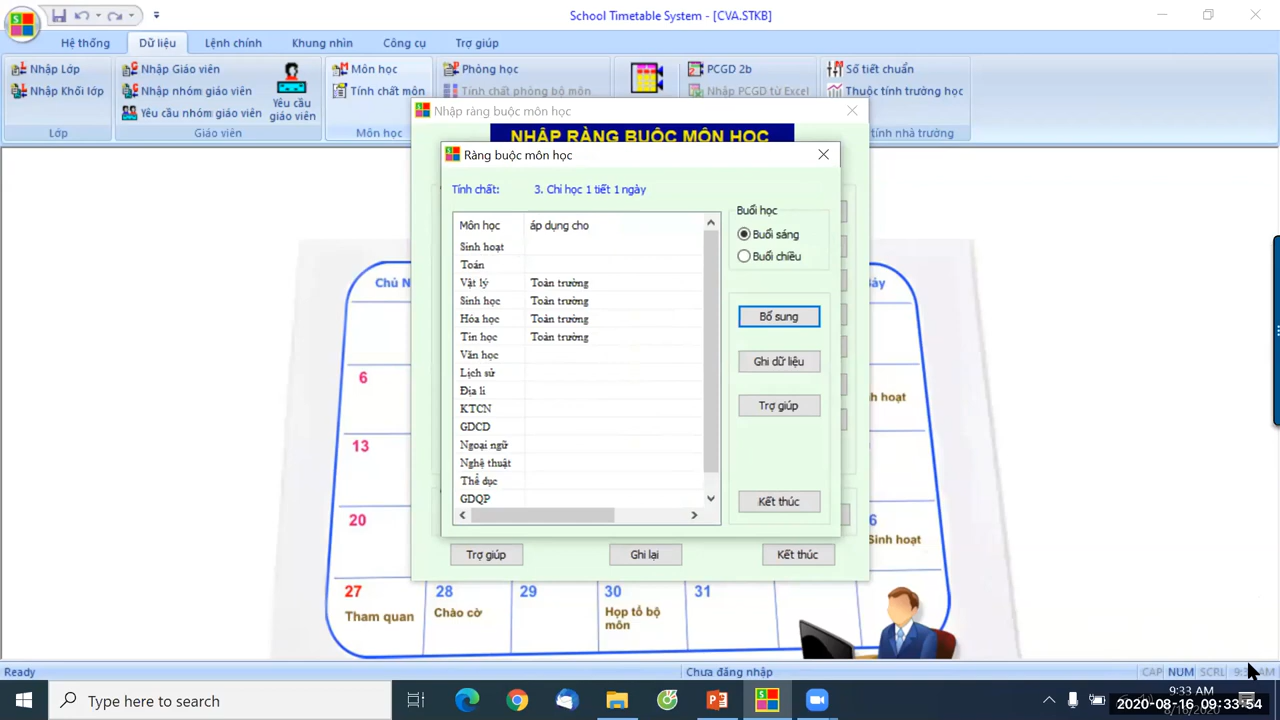 School Timetable System - [CVA.STKB]
Hệ thống
Dữ liệu
Lệnh chính
Khung nhìn
Công cụ
Trợ giúp
Nhập Lớp
Nhập Khối lớp
Lớp
Nhập Giáo viên
Nhập nhóm giáo viên
Yêu cầu nhóm giáo viên
Yêu cầu
giáo viên
Giáo viên
Môn học
Tính chất môn
Môn học
Phòng học
Tính chất phòng bộ môn
PCGD 2b
Nhập PCGD từ Excel
Số tiết chuẩn
Thuộc tính trường học
tính nhà trường
Nhập ràng buộc môn học
NHẬP RÀNG BUỘC MÔN HỌC
Ràng buộc môn học
Tính chất: 3. Chỉ học 1 tiết 1 ngày
Môn học áp dụng cho
Sinh hoạt
Toán
Vật lý Toàn trường
Sinh học Toàn trường
Hóa học Toàn trường
Tin học Toàn trường
Văn học
Lịch sử
Địa lí
KTCN
GDCD
Ngoại ngữ
Nghệ thuật
Thể dục
GDQP
Buổi học
Buổi sáng
Buổi chiều
Bổ sung
Ghi dữ liệu
Trợ giúp
Kết thúc
Trợ giúp
Ghi lại
Kết thúc
6
13
20
27
Tham quan
28
Chào cờ
29
30
Họp tổ bộ
môn
31
6
Sinh hoạt
Ready
Chưa đăng nhập
CAP NUM SCRL
Type here to search
9:33 AM
2020-08-16 09:33:54